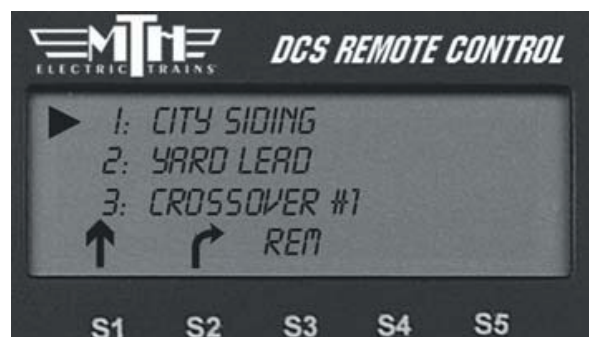 MTH DCS REMOTE CONTROL
ELECTRIC TRAINS
1: CITY SIDING
2: YARD LEAD
3: CROSSOVER #1
REM
S1 S2 S3 S4 S5